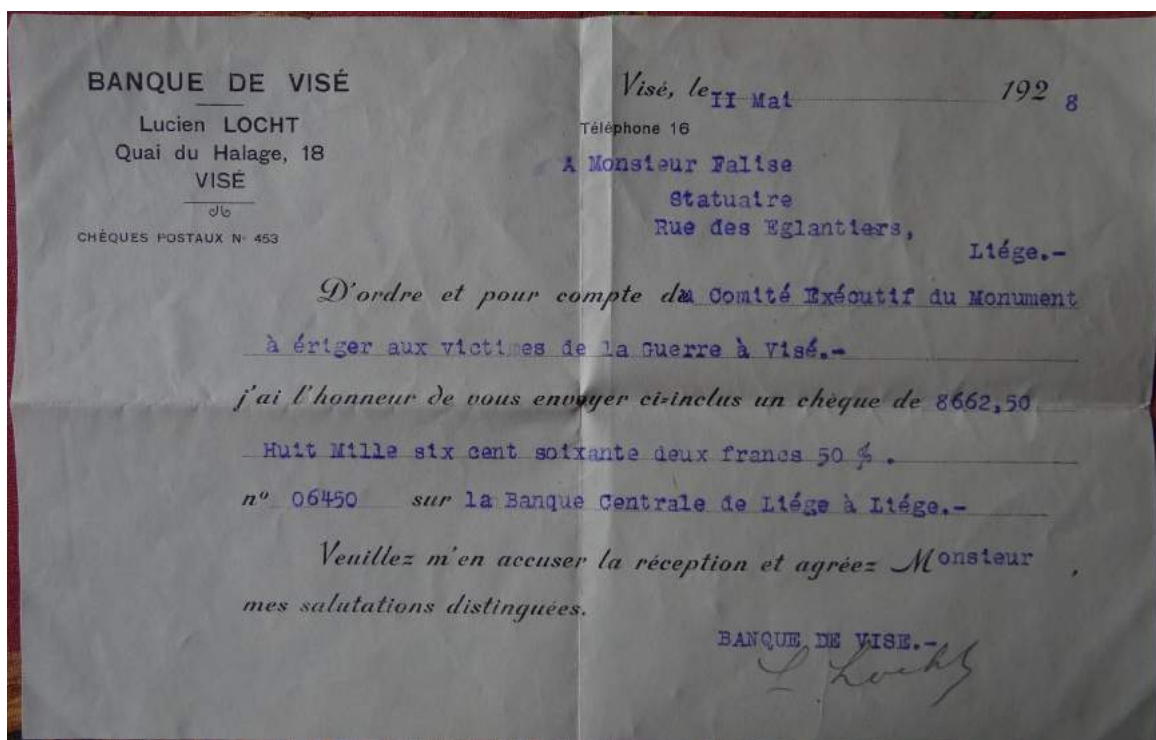 BANQUE DE VISÉ
Lucien LOCHT
Quai du Halage, 18
VISÉ
CHÈQUES POSTAUX N° 453
Visé, le II Mai 192 8
Téléphone 16
A Monsieur Falise
Statuaire
Rue des Eglantiers,
Liége.-
D'ordre et pour compte du Comité Exécutif du Monument
à ériger aux victimes de la Guerre à Visé.-
j'ai l'honneur de vous envoyer ci-inclus un chèque de 8662,50
Huit Mille six cent soixante deux francs 50
n° 06450 sur la Banque Centrale de Liége à Liége.-
Veuillez m'en accuser la réception et agréez Monsieur,
mes salutations distinguées.
BANQUE DE VISE.-
L Locht